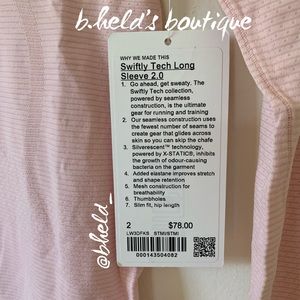 b.held's boutique
WHY WE MADE THIS
Swiftly Tech Long
Sleeve 2.0
1. Go ahead, get sweaty. The
Swiftly Tech collection,
powered by seamless
construction, is the ultimate
gear for running and training
2. Our seamless construction uses
the fewest number of seams to
create gear that glides across
skin so you can skip the chafe
3. Silverescent™ technology,
powered by X-STATIC®, inhibits
the growth of odour-causing
bacteria on the garment
4. Added elastane improves stretch
and shape retention
5. Mesh construction for
breathability
6. Thumbholes
7. Slim fit, hip length
2 $78.00
LW3DFKS STMI/STMI
000143504082
@bheld_